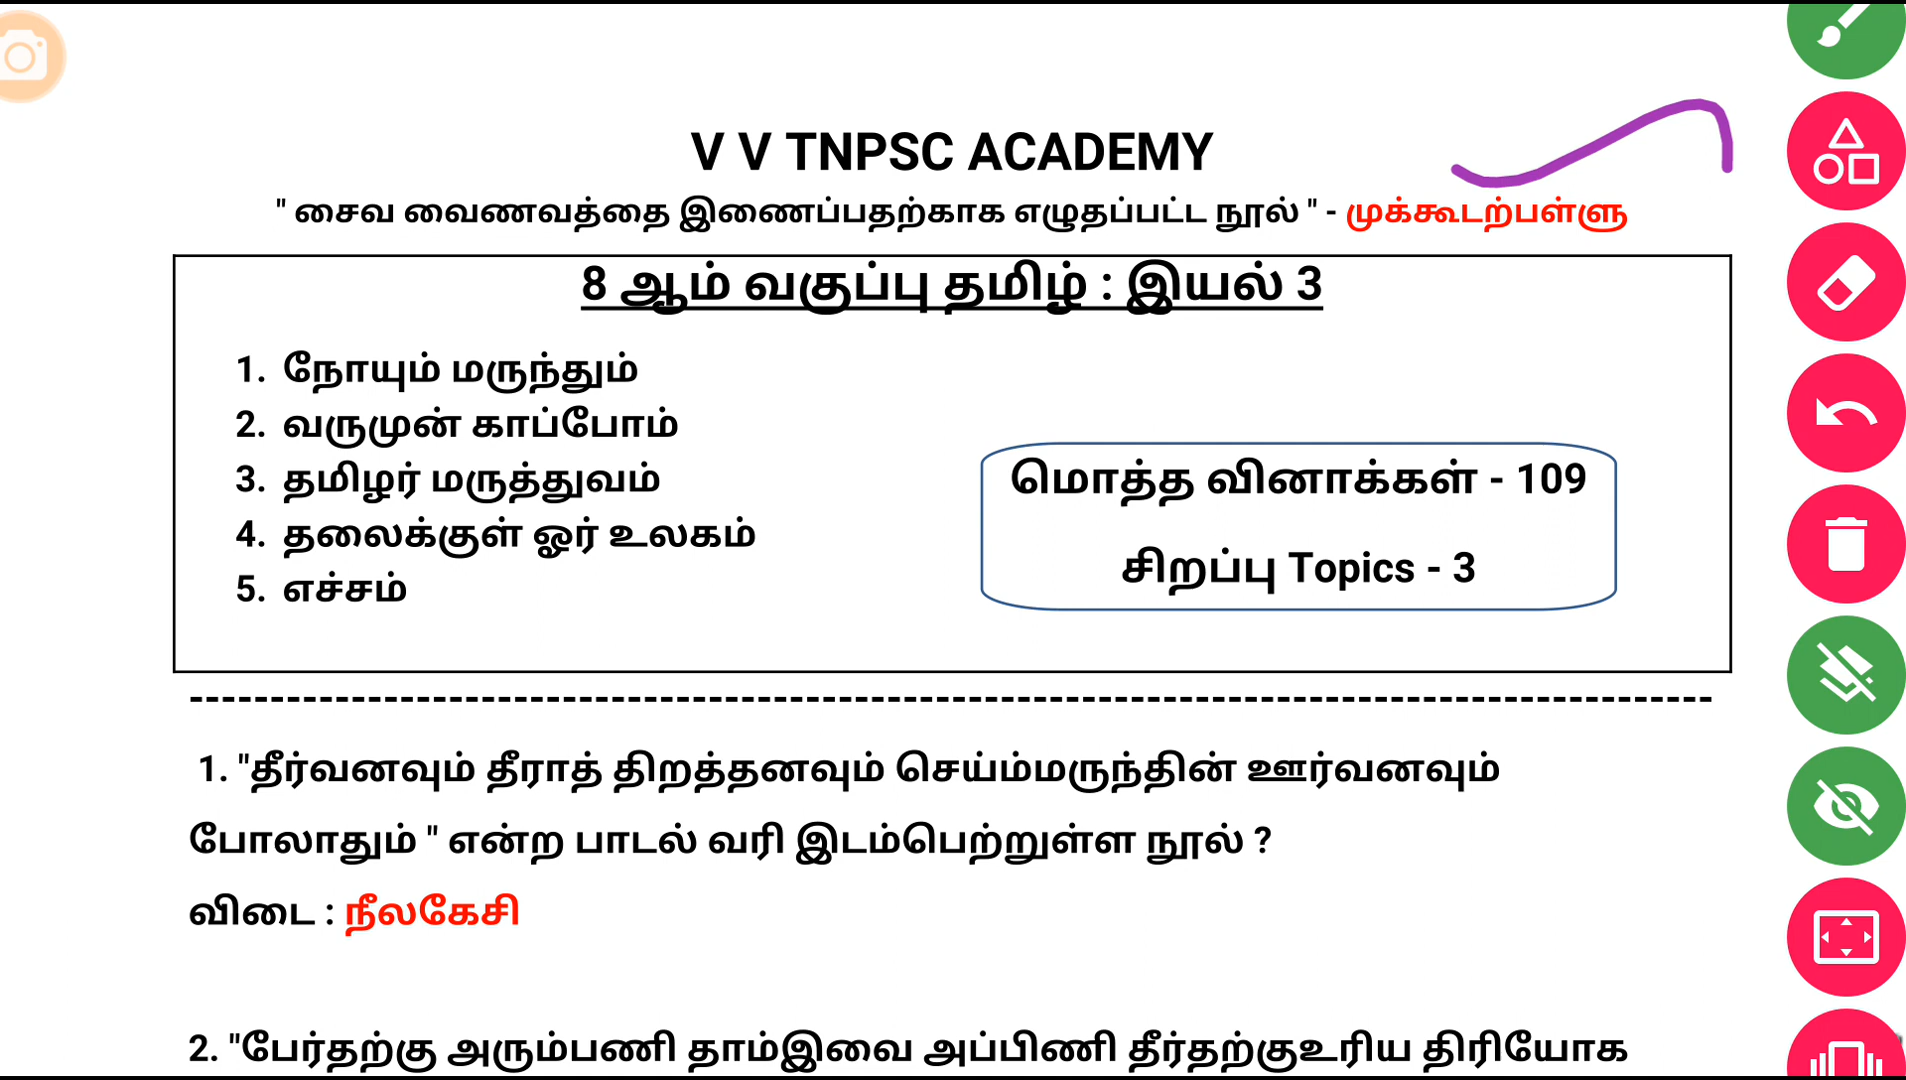 V V TNPSC ACADEMY
" சைவ வைணவத்தை இணைப்பதற்காக எழுதப்பட்ட நூல் " - முக்கூடற்பள்ளு
8 ஆம் வகுப்பு தமிழ் : இயல் 3
1. நோயும் மருந்தும்
2. வருமுன் காப்போம்
3. தமிழர் மருத்துவம்
4. தலைக்குள் ஓர் உலகம்
5. எச்சம்
மொத்த வினாக்கள் - 109
சிறப்பு Topics - 3
1. "தீர்வனவும் தீராத் திறத்தனவும் செய்ம்மருந்தின் ஊர்வனவும்
போலாதும் " என்ற பாடல் வரி இடம்பெற்றுள்ள நூல் ?
விடை : நீலகேசி
2. "பேர்தற்கு அரும்பணி தாம்இவை அப்பிணி தீர்தற்குஉரிய திரியோக